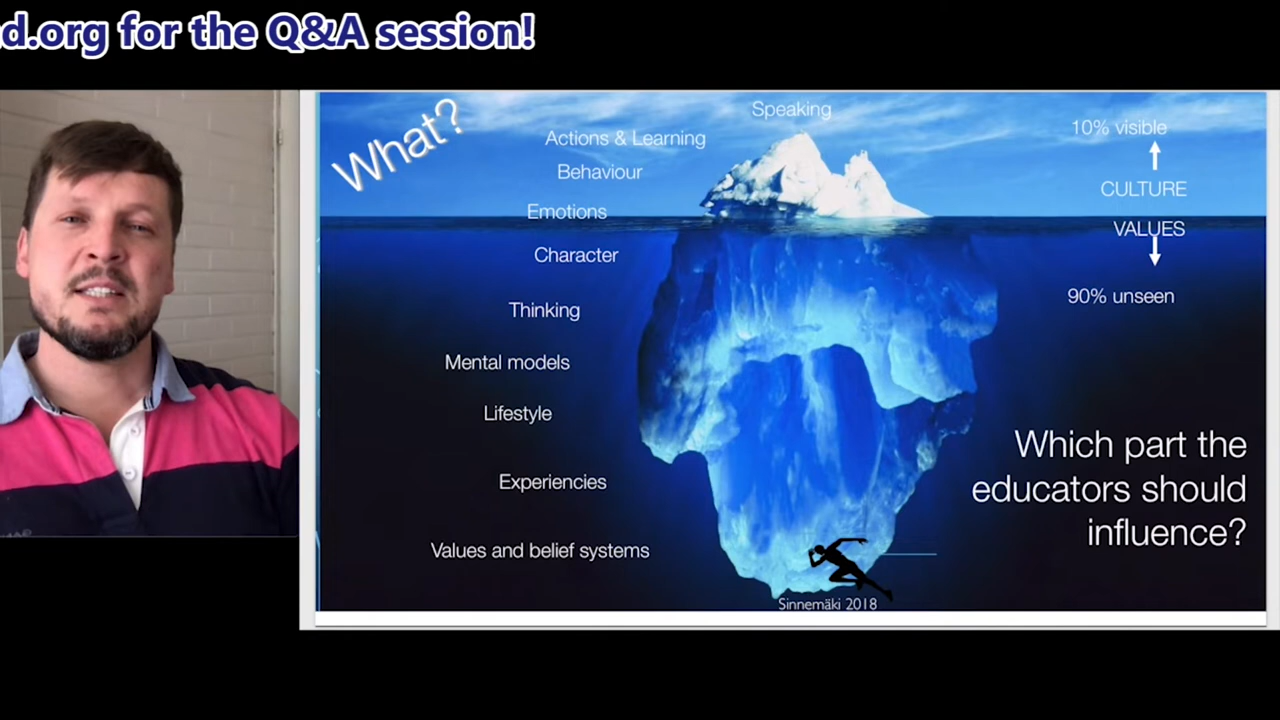 d.org for the Q&A session!
What?
Speaking
Actions & Learning
Behaviour
Emotions
Character
Thinking
Mental models
Lifestyle
Experiencies
Values and belief systems
10% visible
CULTURE
VALUES
90% unseen
Which part the
educators should
influence?
Sinnemäki 2018